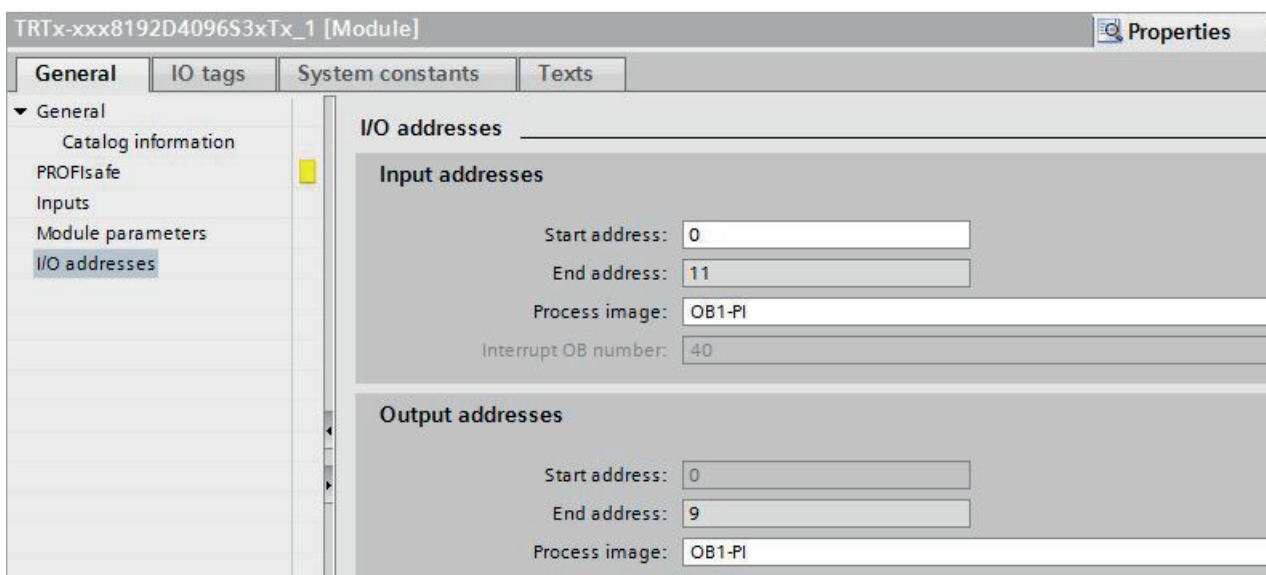 TRTx-xxx8192D4096S3xTx_1 [Module]
Properties
General IO tags System constants Texts
General
Catalog information
PROFIsafe
Inputs
Module parameters
I/O addresses
I/O addresses
Input addresses
Start address: 0
End address: 11
Process image: OB1-PI
Interrupt OB number: 40
Output addresses
Start address: 0
End address: 9
Process image: OB1-PI